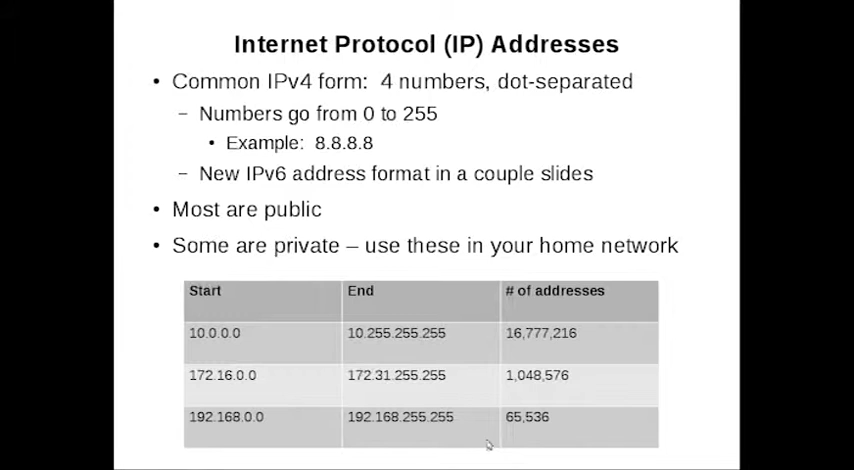 Internet Protocol (IP) Addresses
• Common IPv4 form: 4 numbers, dot-separated
– Numbers go from 0 to 255
• Example: 8.8.8.8
– New IPv6 address format in a couple slides
• Most are public
• Some are private – use these in your home network
Start End # of addresses
10.0.0.0 10.255.255.255 16,777,216
172.16.0.0 172.31.255.255 1,048,576
192.168.0.0 192.168.255.255 65,536